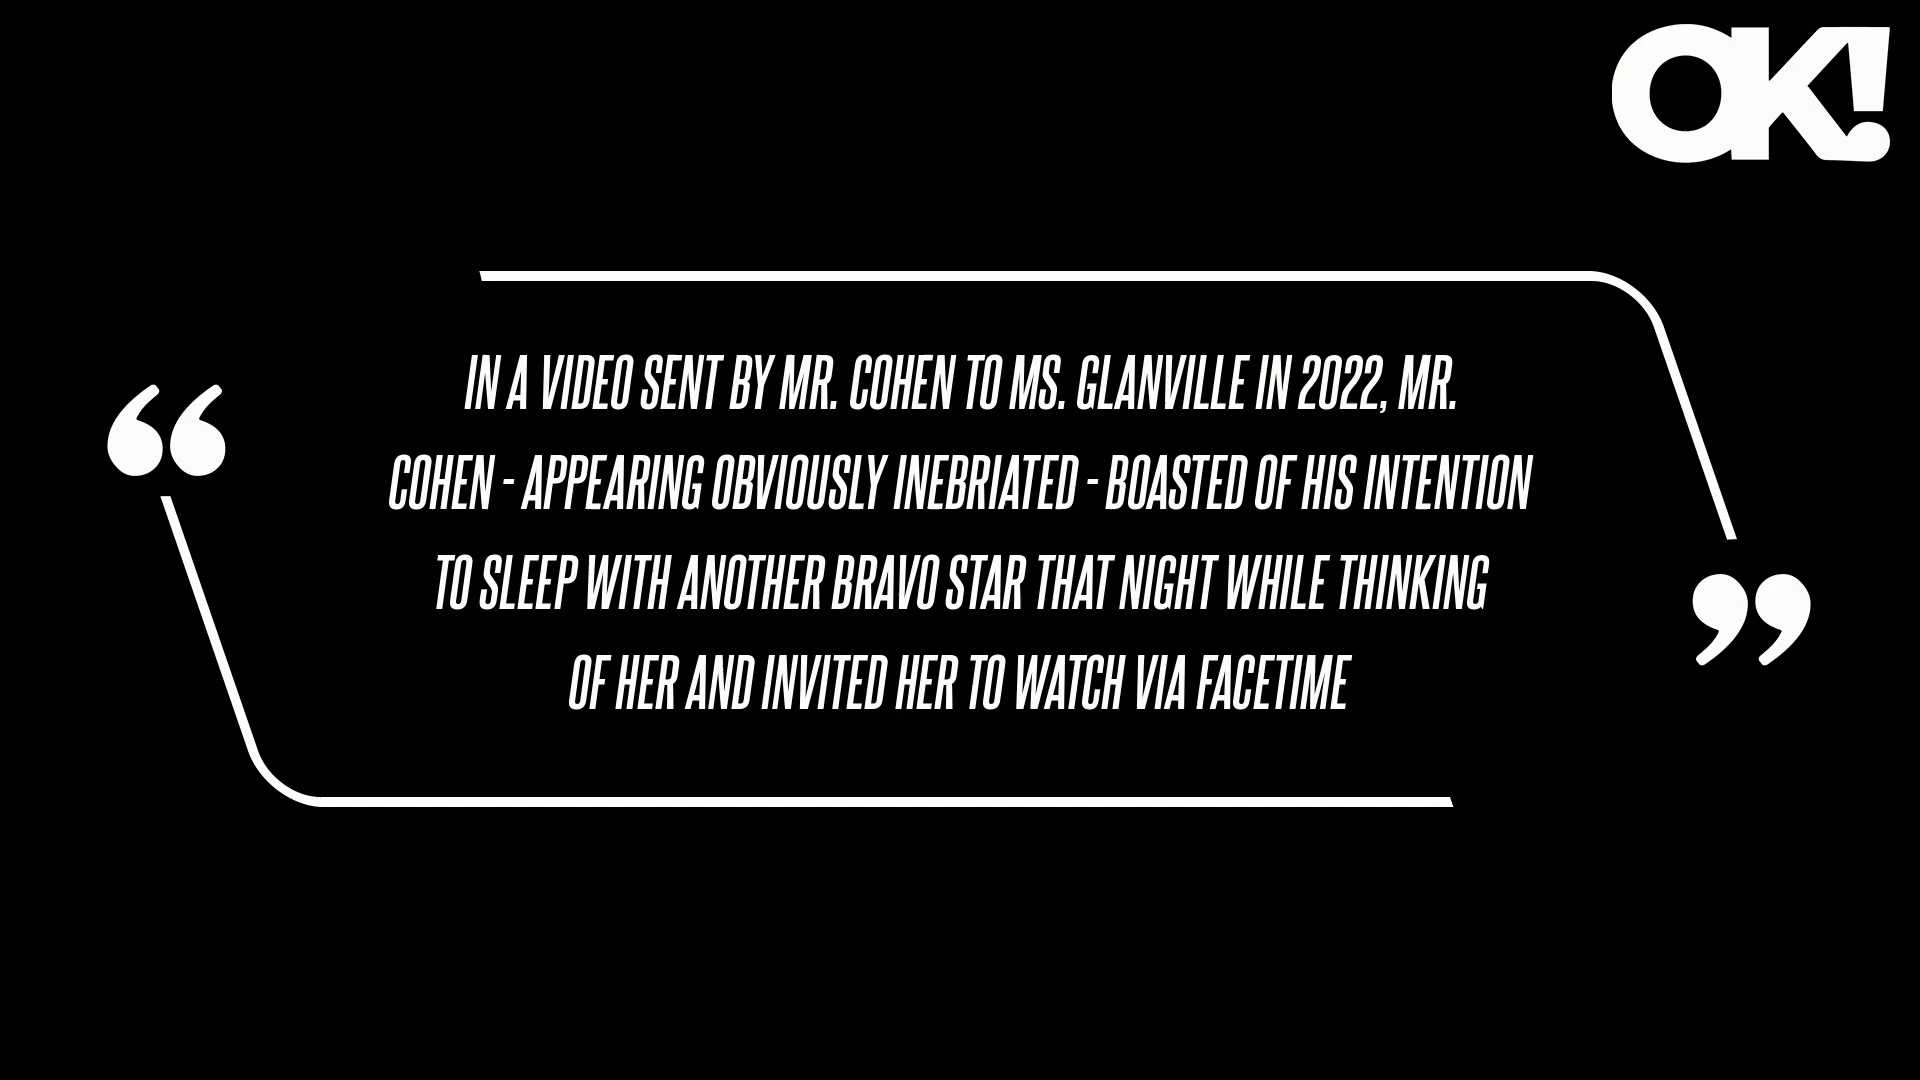 OK!
IN A VIDEO SENT BY MR. COHEN TO MS. GLANVILLE IN 2022, MR.
COHEN - APPEARING OBVIOUSLY INEBRIATED - BOASTED OF HIS INTENTION
TO SLEEP WITH ANOTHER BRAVO STAR THAT NIGHT WHILE THINKING
OF HER AND INVITED HER TO WATCH VIA FACETIME